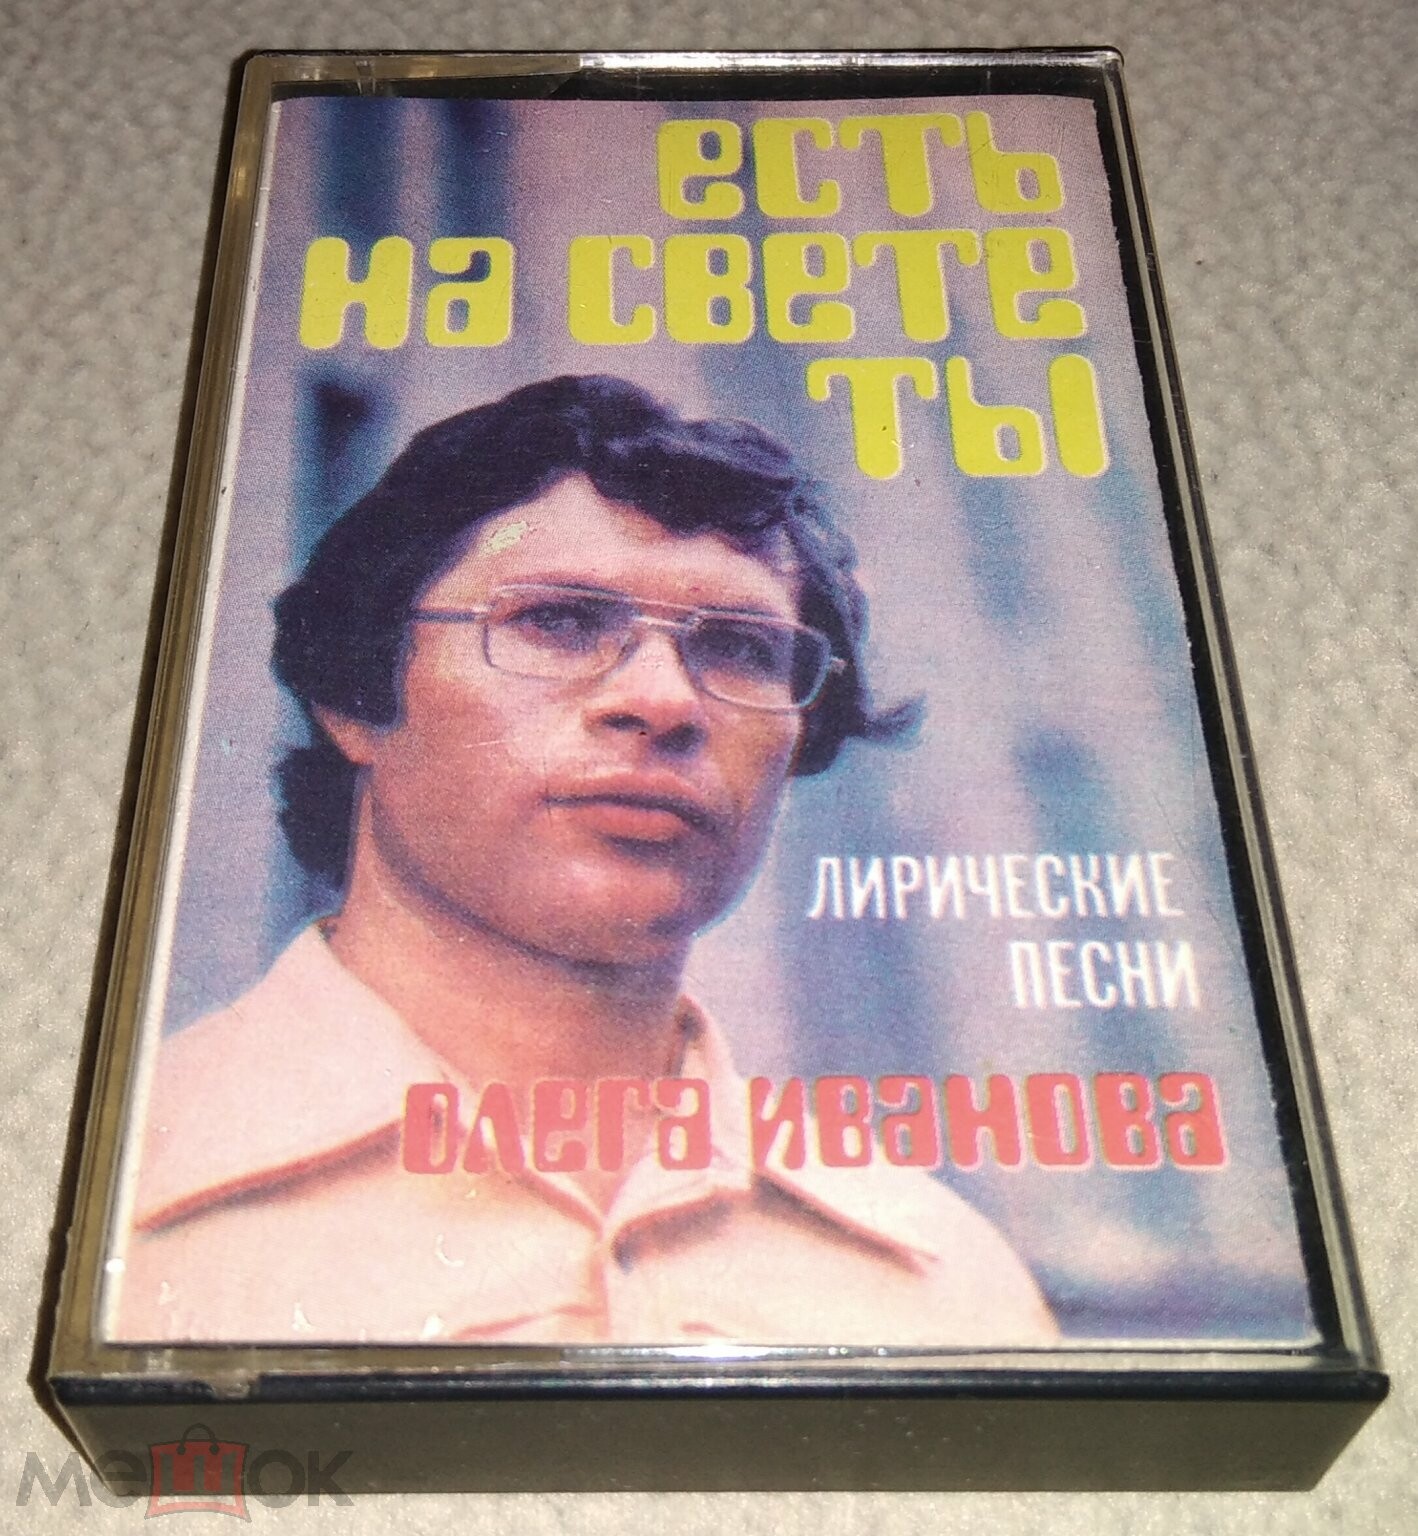 есть
на свете
ты
ЛИРИЧЕСКИЕ
ПЕСНИ
Олега Иванова
мешок